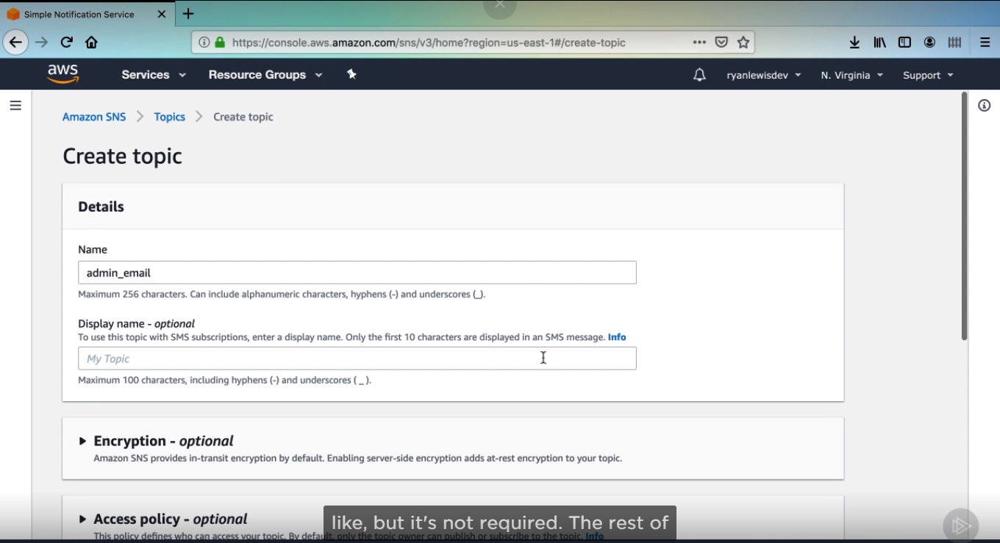 Simple Notification Service
https://console.aws.amazon.com/sns/v3/home?region=us-east-1#/create-topic
aws Services Resource Groups ryanlewisdev N. Virginia Support
Amazon SNS > Topics > Create topic
Create topic
Details
Name
admin_email
Maximum 256 characters. Can include alphanumeric characters, hyphens (-) and underscores (_).
Display name - optional
To use this topic with SMS subscriptions, enter a display name. Only the first 10 characters are displayed in an SMS message. Info
My Topic
Maximum 100 characters, including hyphens (-) and underscores ( _ ).
Encryption - optional
Amazon SNS provides in-transit encryption by default. Enabling server-side encryption adds at-rest encryption to your topic.
Access policy - optional
This policy defines who can access your topic. By default, only the topic owner can publish or subscribe to the topic. Info
like, but it's not required. The rest of